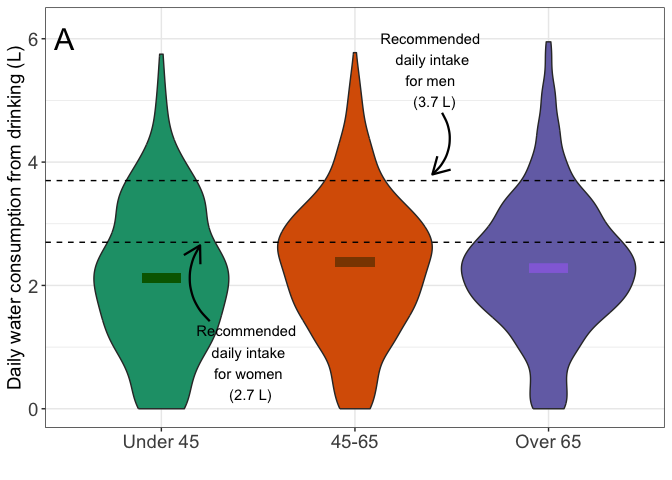 A
Daily water consumption from drinking (L)
6
4
2
0
Recommended
daily intake
for men
(3.7 L)
Recommended
daily intake
for women
(2.7 L)
Under 45
45-65
Over 65